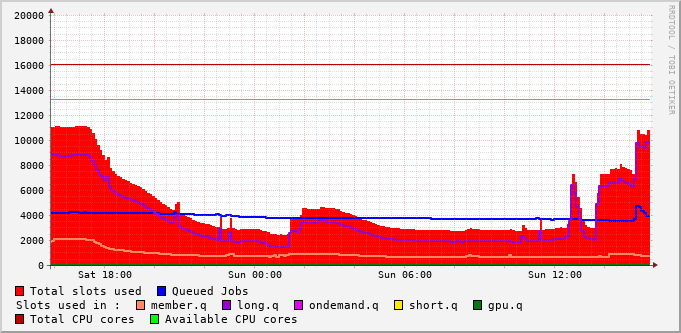 20000
18000
16000
14000
12000
10000
8000
6000
4000
2000
0
Sat 18:00 Sun 00:00 Sun 06:00 Sun 12:00
RRDTOOL / TOBI OETIKER
Total slots used Queued Jobs
Slots used in : member.q long.q ondemand.q short.q gpu.q
Total CPU cores Available CPU cores